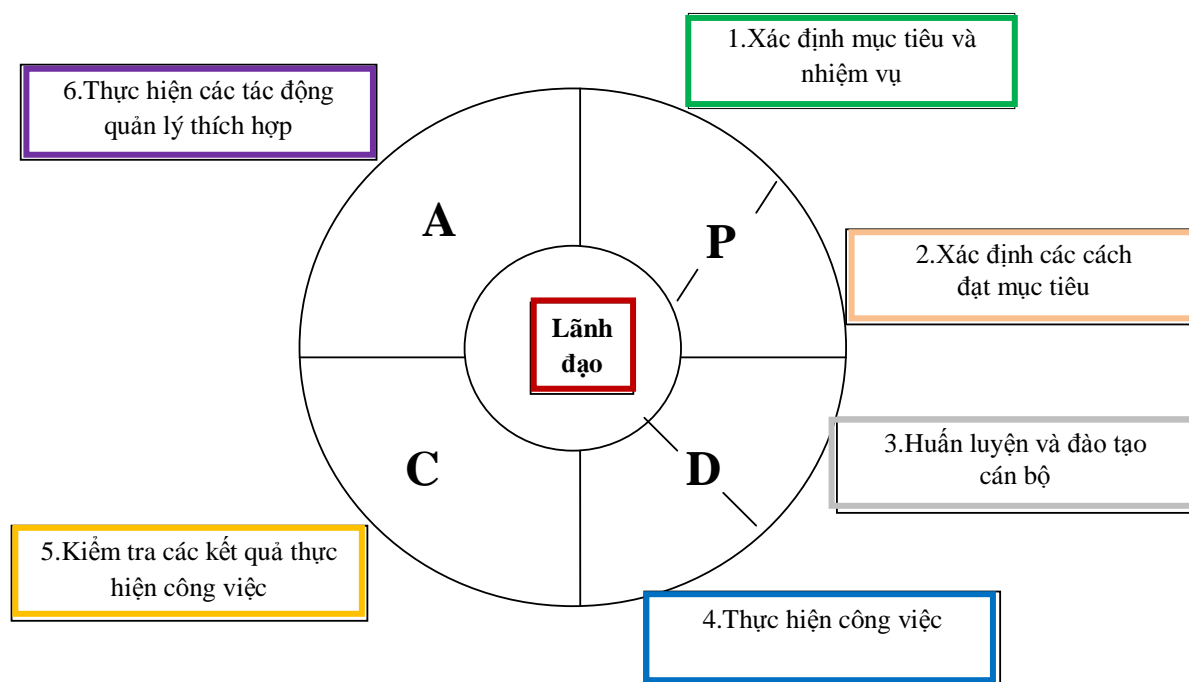 1.Xác định mục tiêu và
nhiệm vụ
6.Thực hiện các tác động
quản lý thích hợp
A
P
2.Xác định các cách
đạt mục tiêu
Lãnh
đạo
3.Huấn luyện và đào tạo
cán bộ
C
D
5.Kiểm tra các kết quả thực
hiện công việc
4.Thực hiện công việc